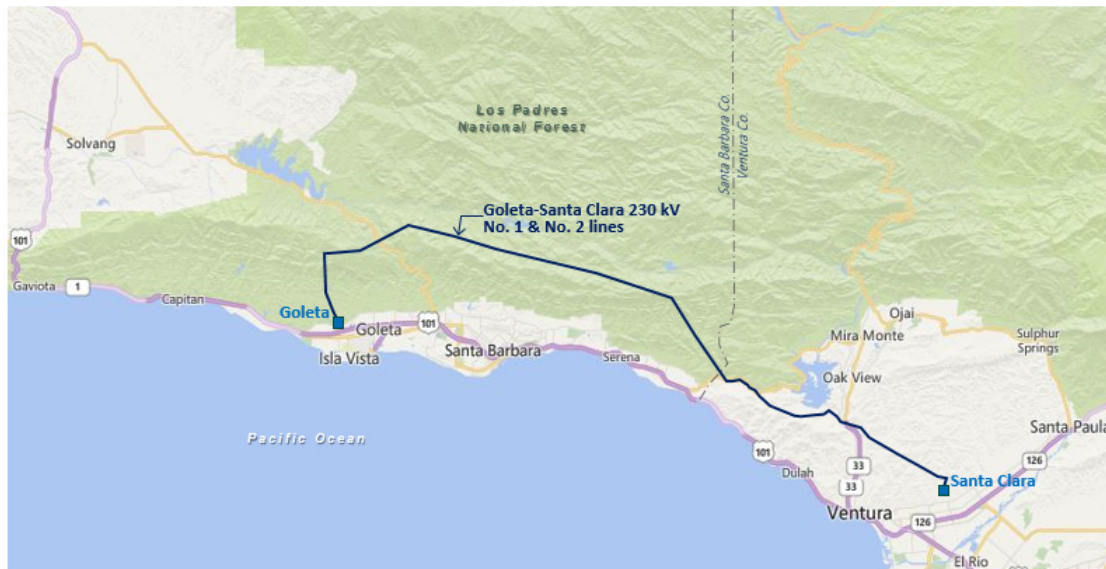 Los Padres
National Forest
Solvang
Santa Barbara Co.
Ventura Co.
Goleta-Santa Clara 230 kV
No. 1 & No. 2 lines
101
Gaviota
1
Capitan
Goleta
Goleta
101
Isla Vista
Santa Barbara
Serena
Ojai
Mira Monte
Sulphur
Springs
Oak View
Pacific Ocean
Santa Paula
101
Dulah
33
33
126
Santa Clara
Ventura
126
126
El Rio